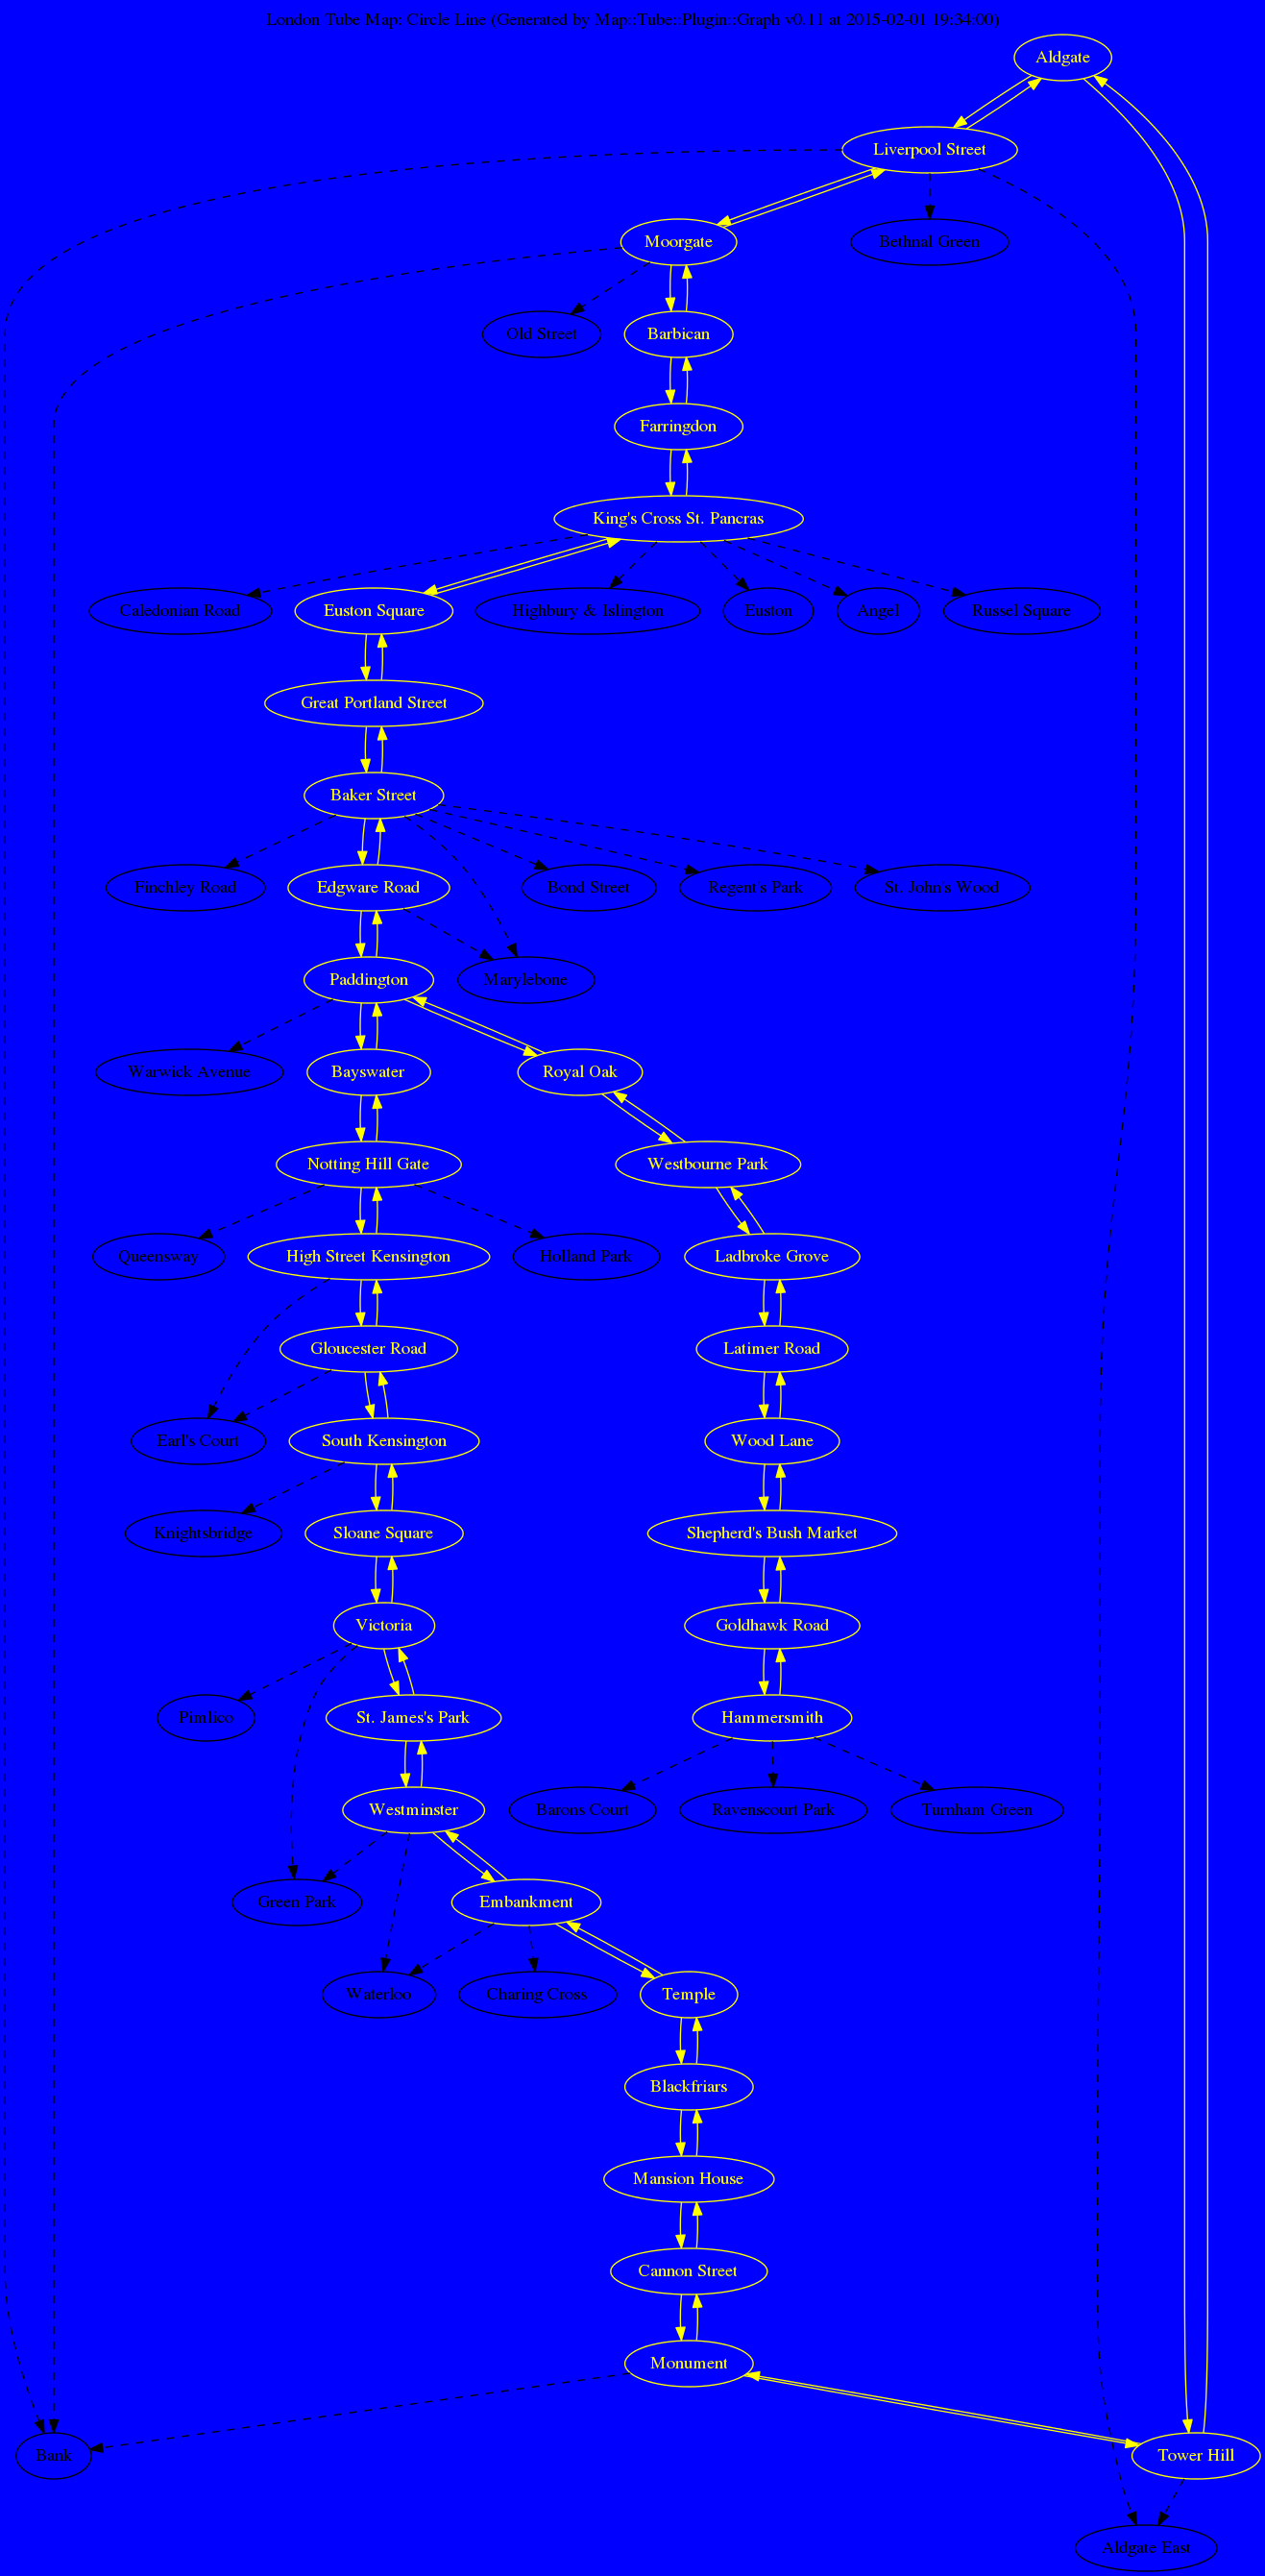 London Tube Map: Circle Line (Generated by Map::Tube::Plugin::Graph v0.11 at 2015-02-01 19:34:00)
Aldgate
Liverpool Street
Moorgate
Bethnal Green
Old Street
Barbican
Farringdon
King's Cross St. Pancras
Caledonian Road
Euston Square
Highbury & Islington
Euston
Angel
Russel Square
Great Portland Street
Baker Street
Finchley Road
Edgware Road
Bond Street
Regent's Park
St. John's Wood
Paddington
Marylebone
Warwick Avenue
Bayswater
Royal Oak
Notting Hill Gate
Westbourne Park
Queensway
High Street Kensington
Holland Park
Ladbroke Grove
Gloucester Road
Latimer Road
Earl's Court
South Kensington
Wood Lane
Knightsbridge
Sloane Square
Shepherd's Bush Market
Victoria
Goldhawk Road
Pimlico
St. James's Park
Hammersmith
Westminster
Barons Court
Ravenscourt Park
Turnham Green
Green Park
Embankment
Waterloo
Charing Cross
Temple
Blackfriars
Mansion House
Cannon Street
Monument
Bank
Tower Hill
Aldgate East